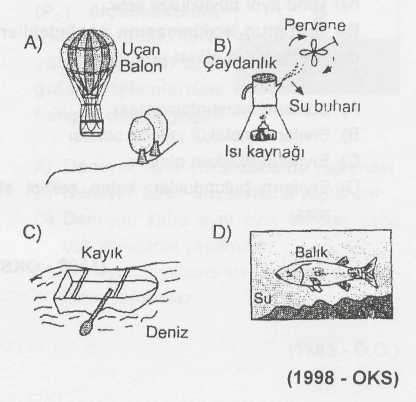 A)
Uçan
Balon
B)
Pervane
Çaydanlık
Su buharı
Isı kaynağı
C)
Kayık
Deniz
D)
Balık
Su
(1998 - OKS)